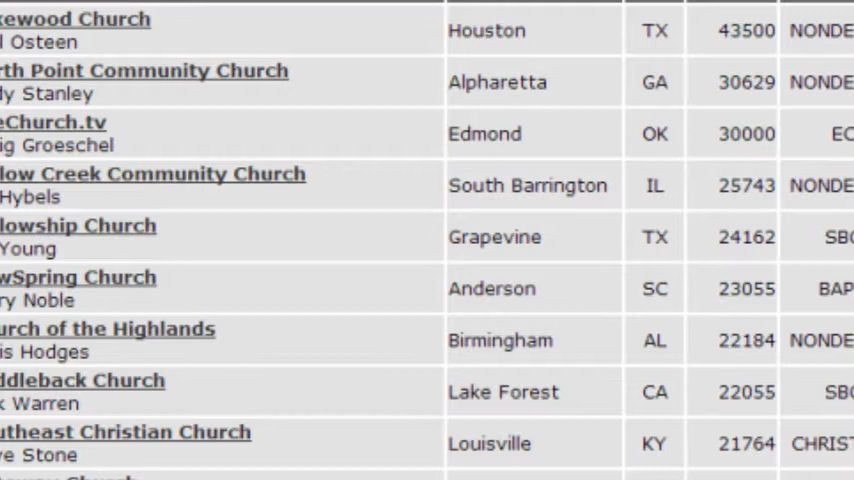 kewood Church
l Osteen
Houston TX 43500 NONDE
rth Point Community Church
dy Stanley
Alpharetta GA 30629 NONDE
eChurch.tv
ig Groeschel
Edmond OK 30000 EC
low Creek Community Church
Hybels
South Barrington IL 25743 NONDE
lowship Church
Young
Grapevine TX 24162 SBC
wSpring Church
ry Noble
Anderson SC 23055 BAP
urch of the Highlands
is Hodges
Birmingham AL 22184 NONDE
ddleback Church
k Warren
Lake Forest CA 22055 SBC
utheast Christian Church
ve Stone
Louisville KY 21764 CHRIST